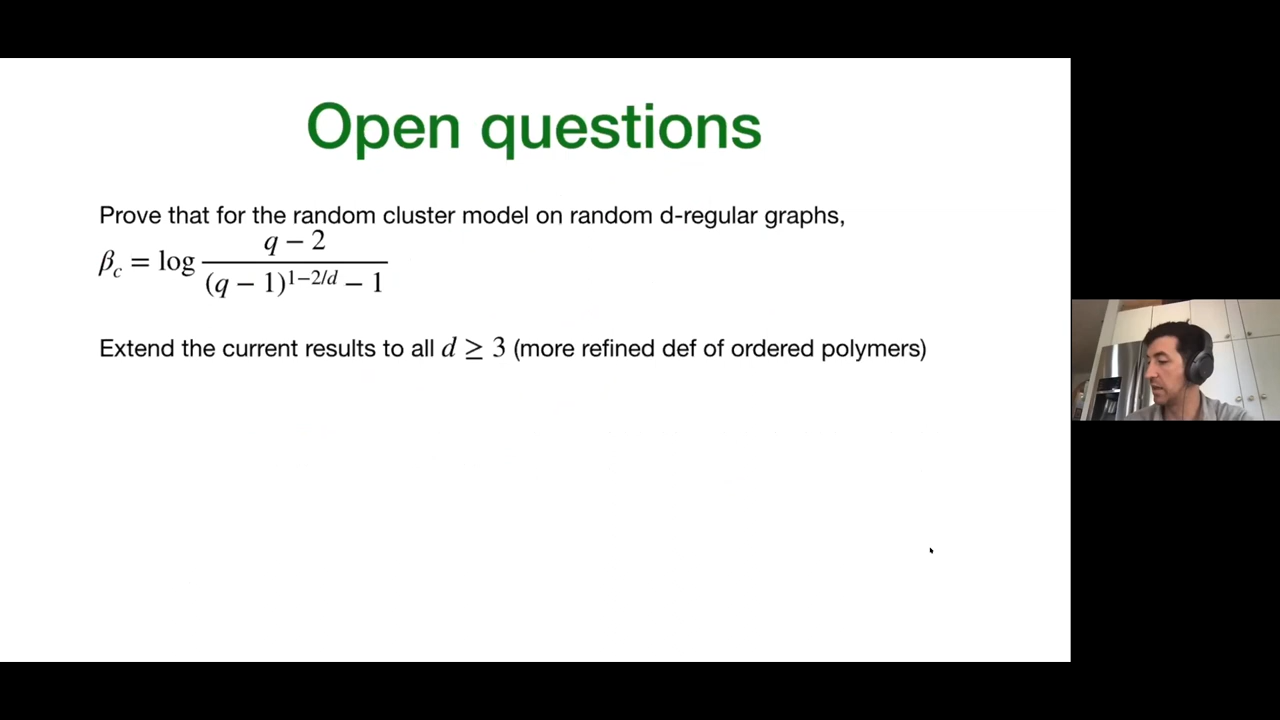 Open questions
Prove that for the random cluster model on random d-regular graphs,
β_c = log (q − 2) / ((q − 1)^{1−2/d} − 1)
Extend the current results to all d ≥ 3 (more refined def of ordered polymers)